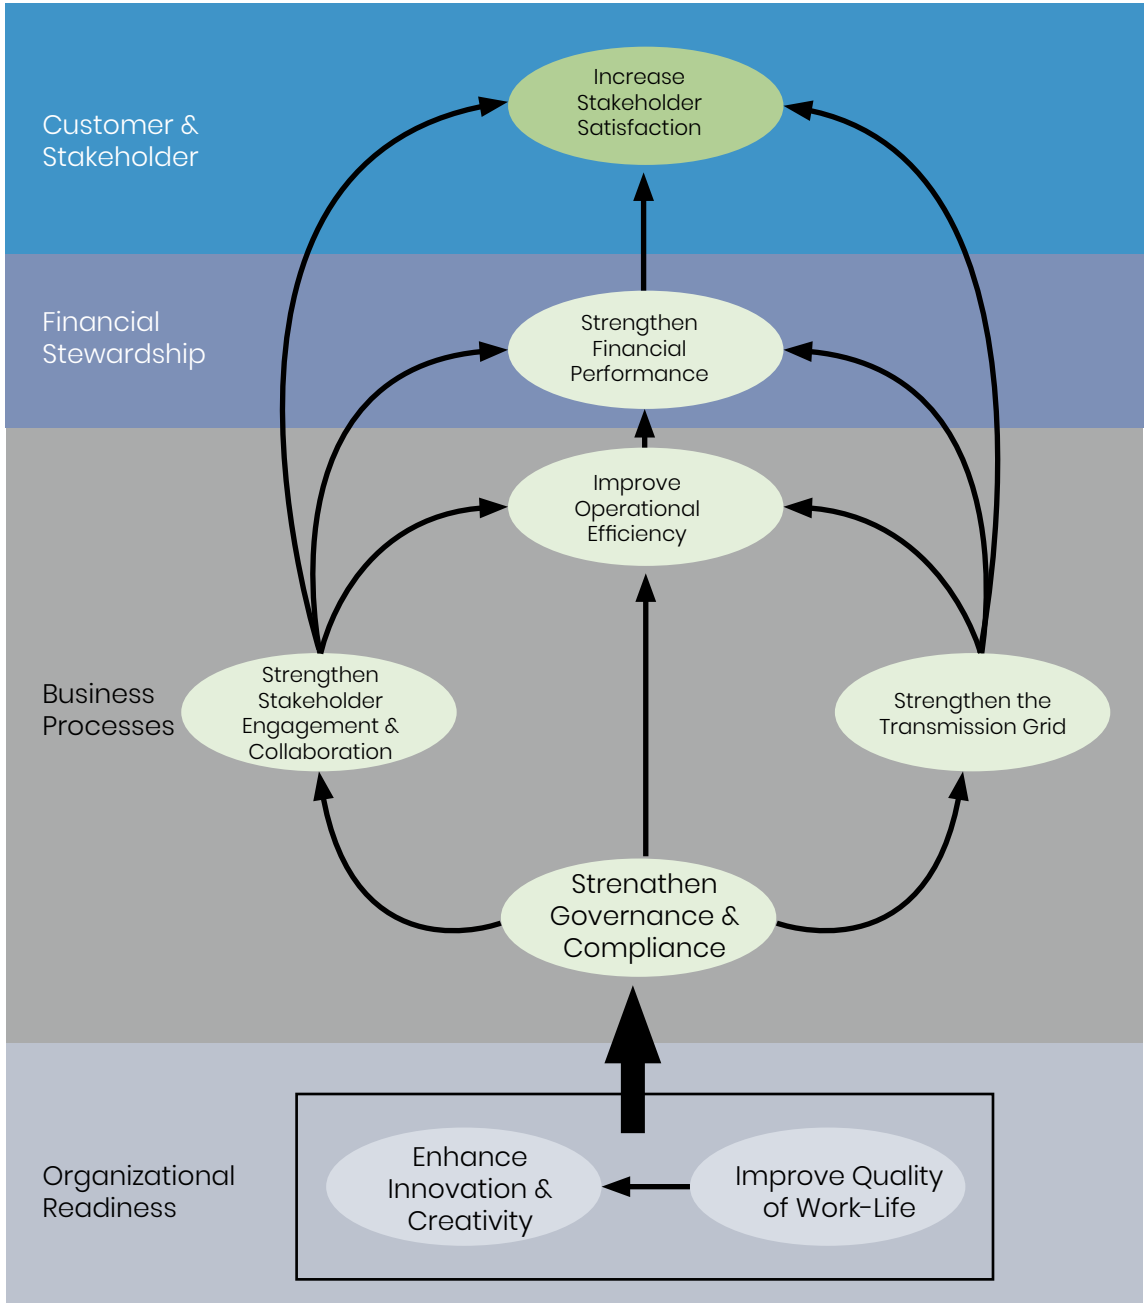 Increase
Stakeholder
Satisfaction
Customer &
Stakeholder
Financial
Stewardship
Strengthen
Financial
Performance
Improve
Operational
Efficiency
Business
Processes
Strengthen
Stakeholder
Engagement &
Collaboration
Strengthen the
Transmission Grid
Strenathen
Governance &
Compliance
Organizational
Readiness
Enhance
Innovation &
Creativity
Improve Quality
of Work-Life